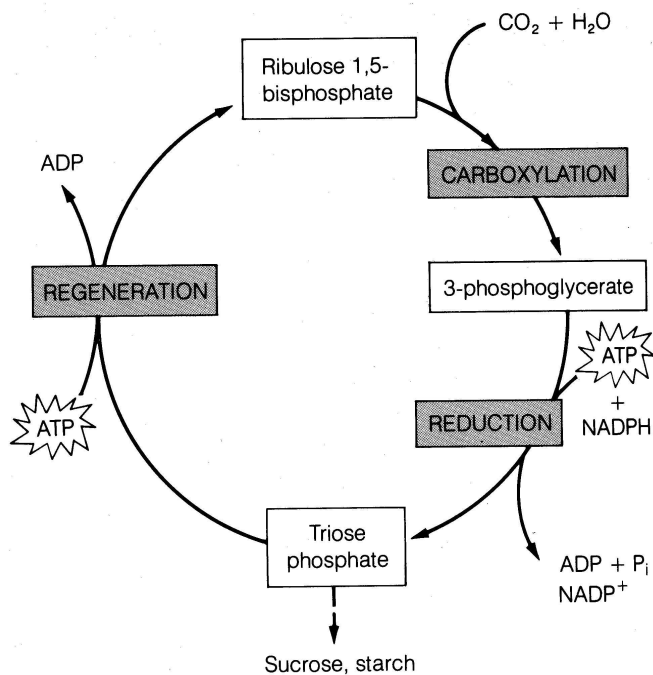 CO₂ + H₂O
Ribulose 1,5-
bisphosphate
ADP
CARBOXYLATION
REGENERATION
3-phosphoglycerate
ATP
+
NADPH
REDUCTION
ATP
Triose
phosphate
ADP + Pᵢ
NADP⁺
Sucrose, starch